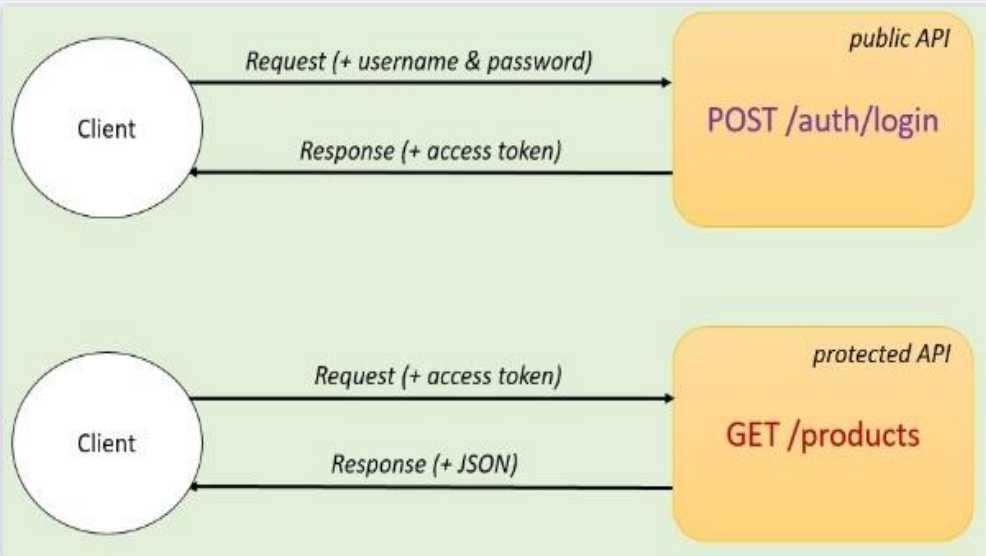 public API
Request (+ username & password)
Client
POST /auth/login
Response (+ access token)
protected API
Request (+ access token)
Client
GET /products
Response (+ JSON)